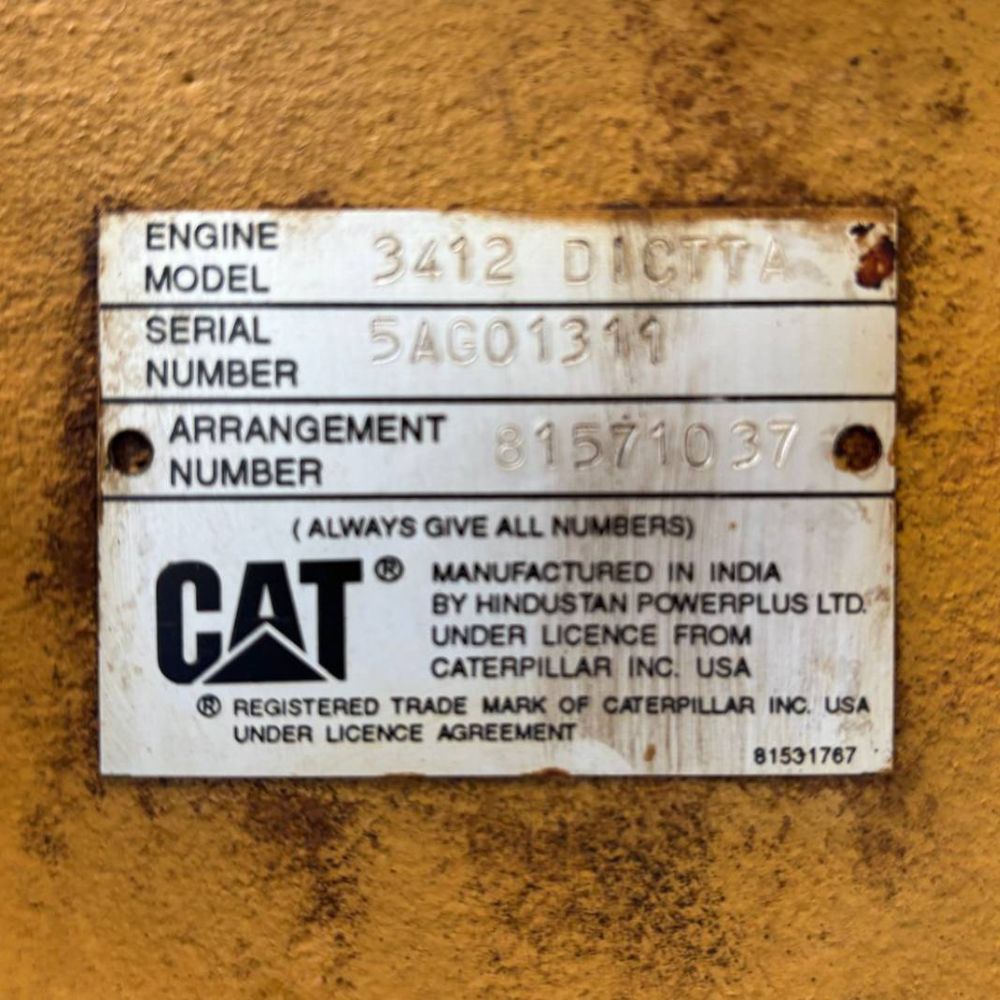 ENGINE MODEL 3412 DICTTA
SERIAL NUMBER 5AG01311
ARRANGEMENT NUMBER 81571037
(ALWAYS GIVE ALL NUMBERS)
CAT®
MANUFACTURED IN INDIA
BY HINDUSTAN POWERPLUS LTD.
UNDER LICENCE FROM
CATERPILLAR INC. USA
® REGISTERED TRADE MARK OF CATERPILLAR INC. USA
UNDER LICENCE AGREEMENT
81531767